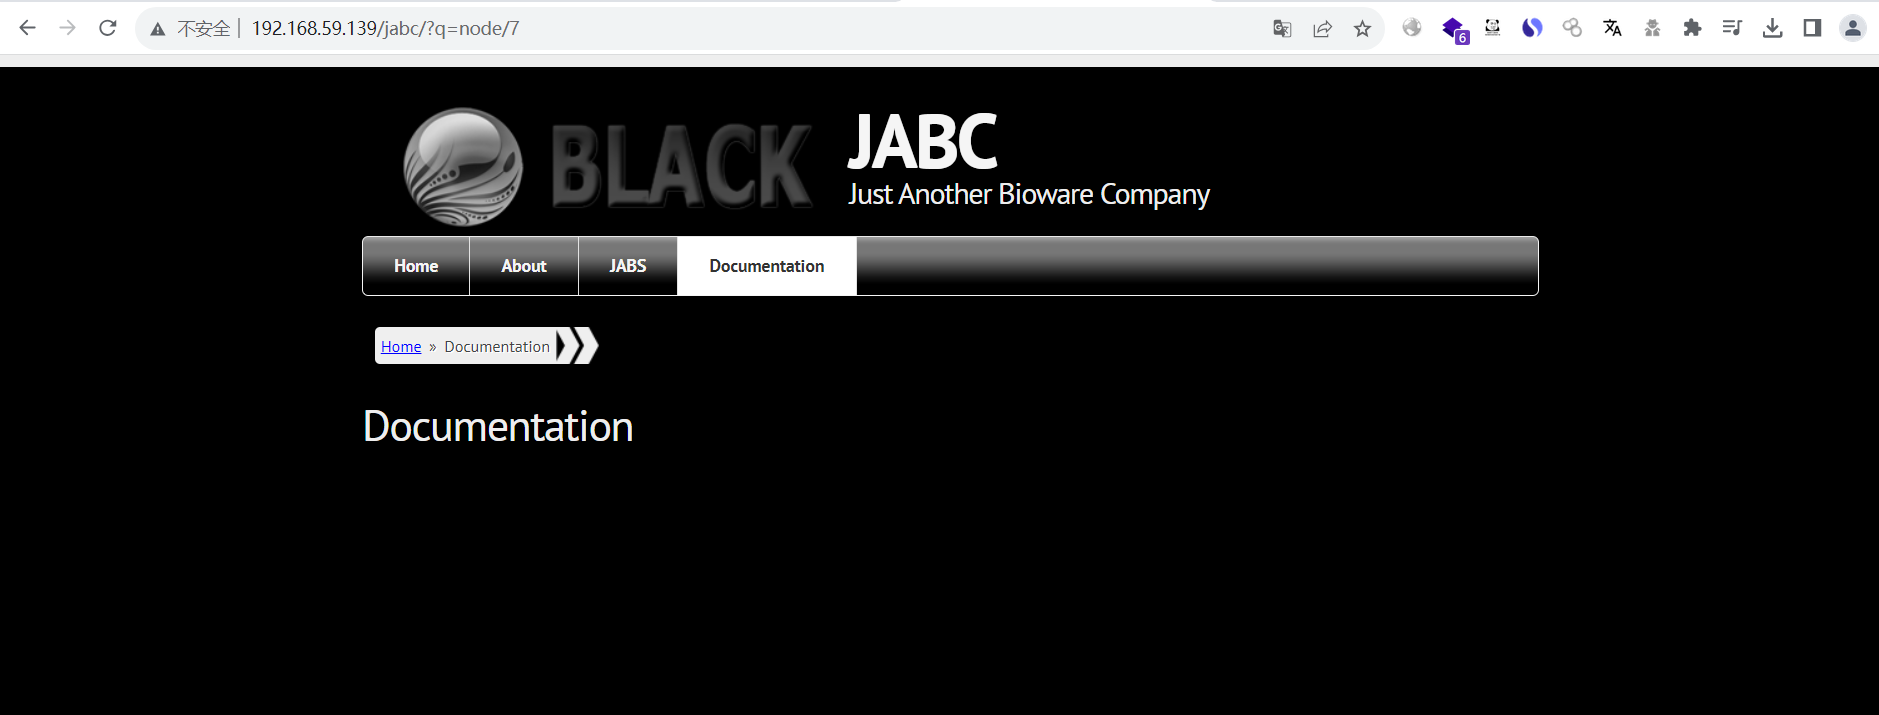 不安全 | 192.168.59.139/jabc/?q=node/7
6
BLACK
JABC
Just Another Bioware Company
Home About JABS Documentation
Home » Documentation
Documentation